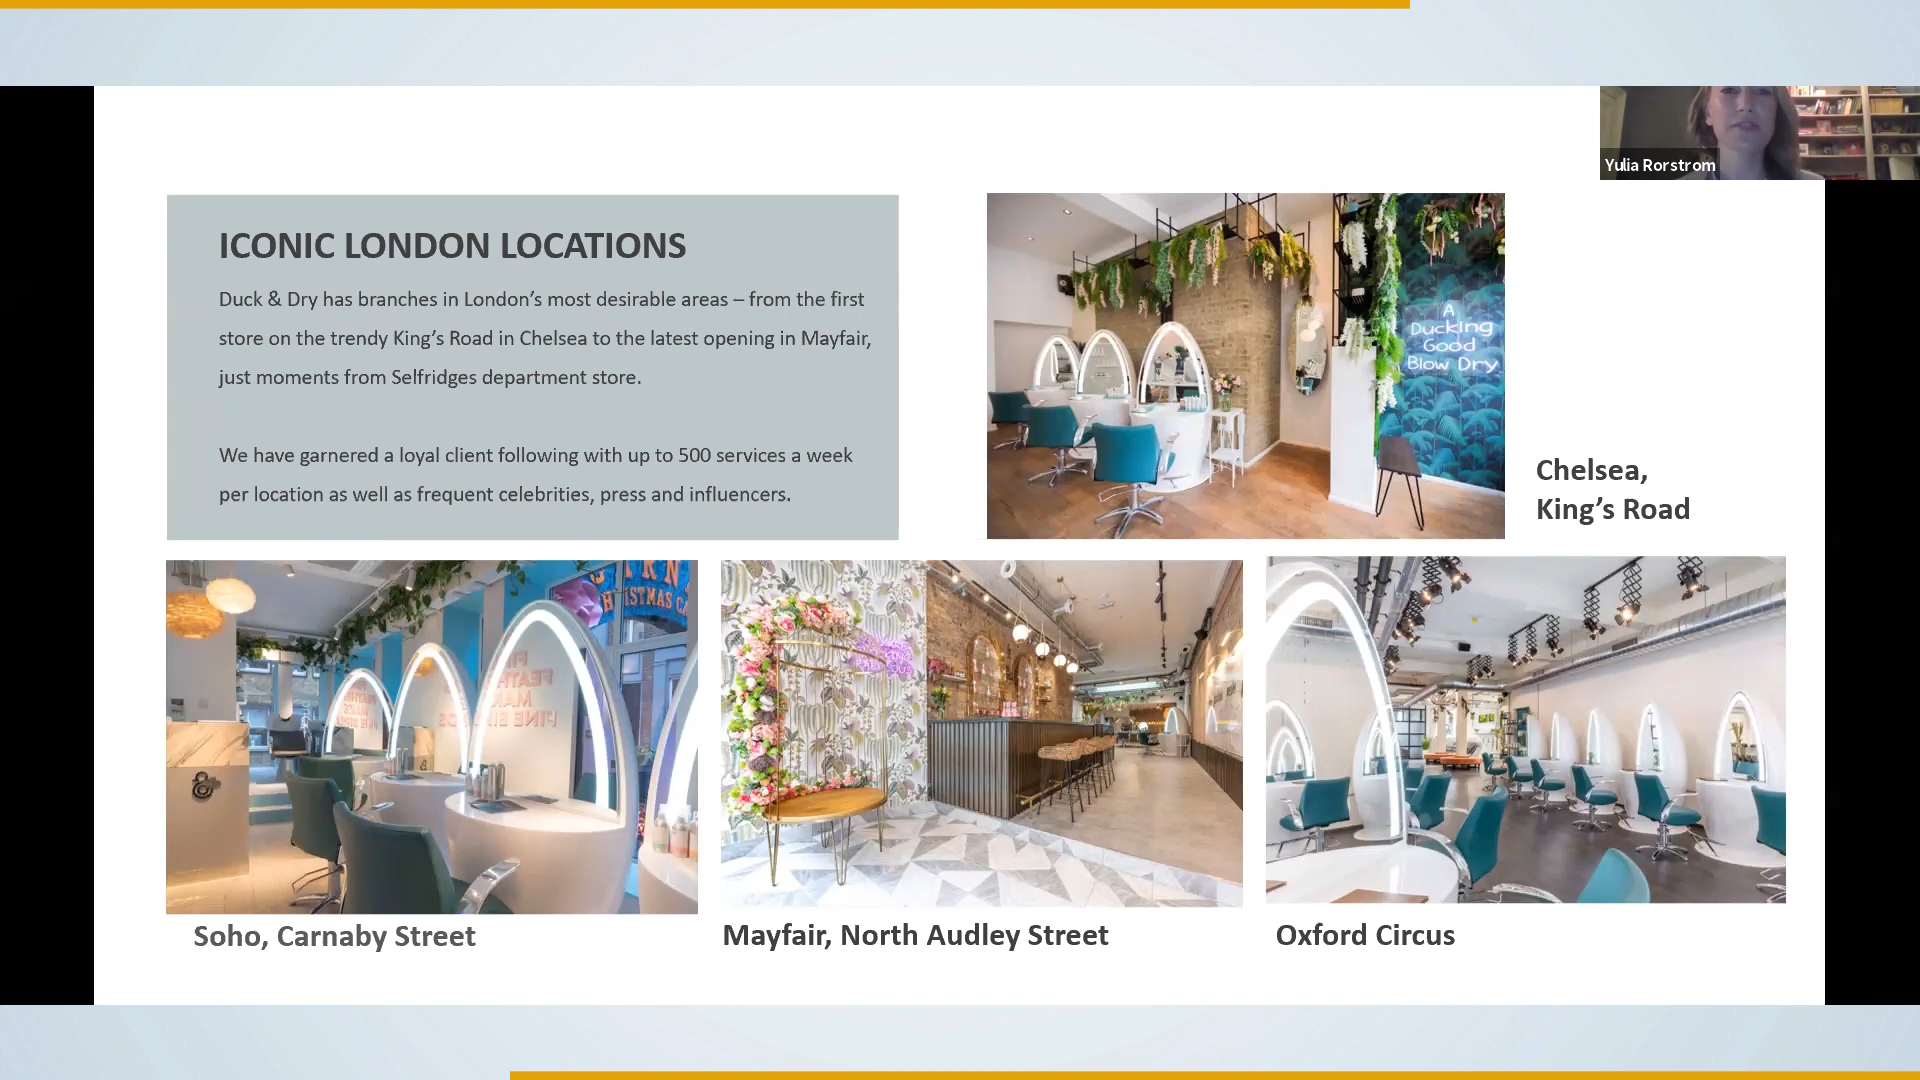 Yulia Rorstrom
ICONIC LONDON LOCATIONS
Duck & Dry has branches in London’s most desirable areas – from the first
store on the trendy King’s Road in Chelsea to the latest opening in Mayfair,
just moments from Selfridges department store.
We have garnered a loyal client following with up to 500 services a week
per location as well as frequent celebrities, press and influencers.
A
Ducking
Good
Blow Dry
Chelsea,
King’s Road
&
Soho, Carnaby Street
Mayfair, North Audley Street
Oxford Circus